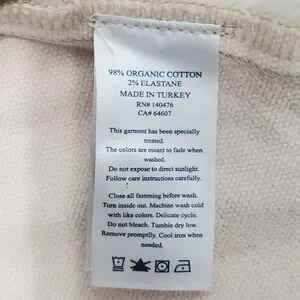 98% ORGANIC COTTON
2% ELASTANE
MADE IN TURKEY
RN# 140476
CA# 64607
This garment has been specially
treated.
The colors are meant to fade when
washed.
Do not expose to direct sunlight.
Follow care instructions carefully.
Close all fastening before wash.
Turn inside out. Machine wash cold
with like colors. Delicate cycle.
Do not bleach. Tumble dry low.
Remove promptly. Cool iron when
needed.